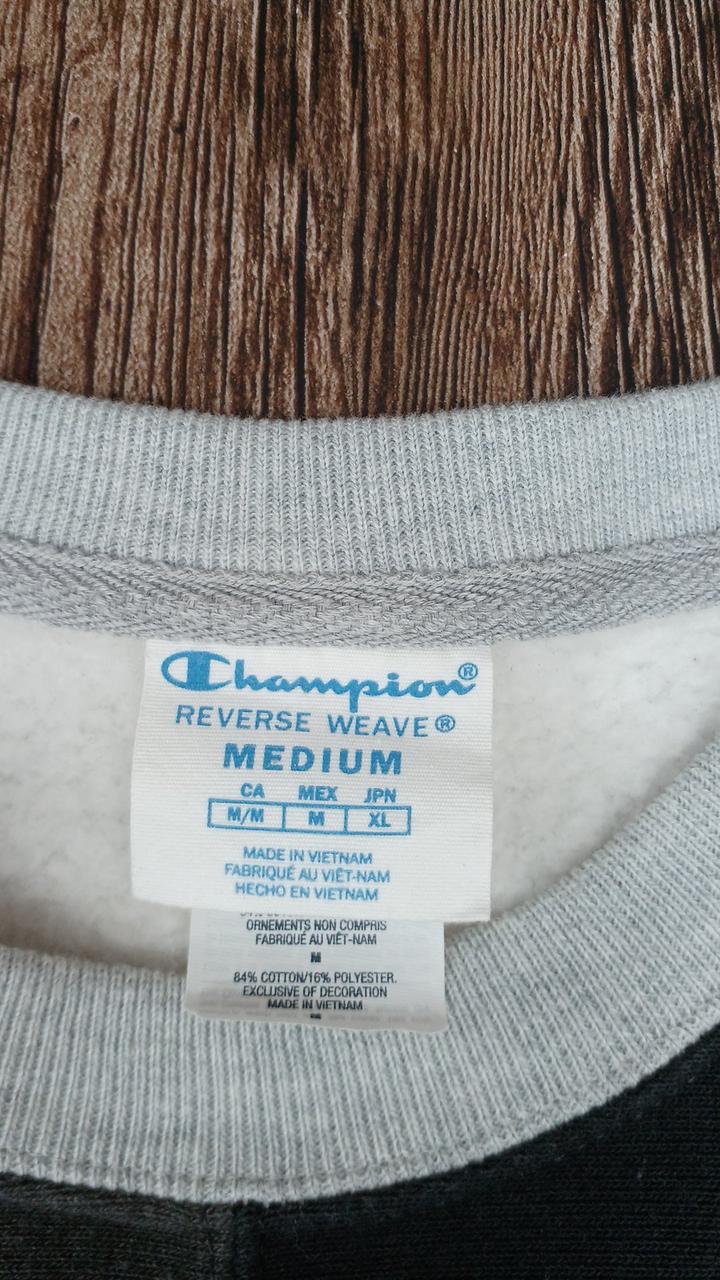 Champion®
REVERSE WEAVE®
MEDIUM
CA MEX JPN
M/M M XL
MADE IN VIETNAM
FABRIQUÉ AU VIÊT-NAM
HECHO EN VIETNAM
ORNEMENTS NON COMPRIS
FABRIQUÉ AU VIÊT-NAM
M
84% COTTON/16% POLYESTER.
EXCLUSIVE OF DECORATION
MADE IN VIETNAM